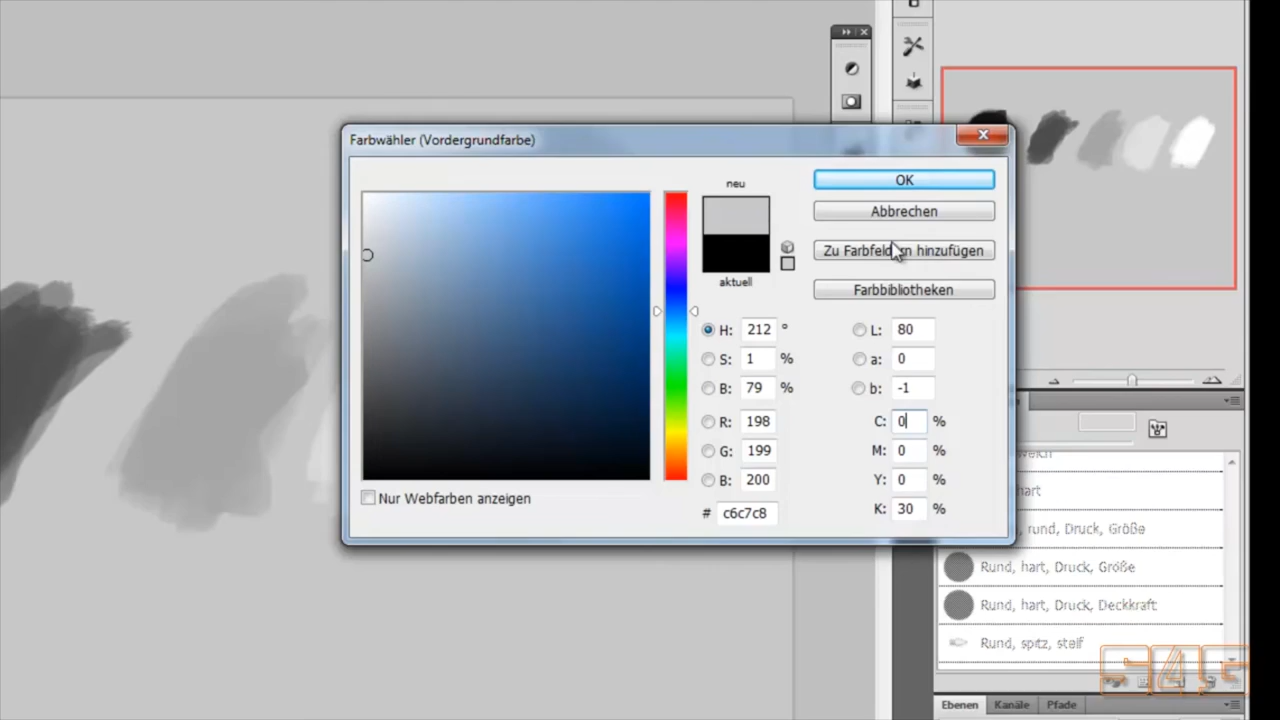 Farbwähler (Vordergrundfarbe)
neu
aktuell
OK
Abbrechen
Zu Farbfeldern hinzufügen
Farbbibliotheken
H: 212 °
S: 1 %
B: 79 %
R: 198
G: 199
B: 200
# c6c7c8
L: 80
a: 0
b: -1
C: 0 %
M: 0 %
Y: 0 %
K: 30 %
Nur Webfarben anzeigen
hart
rund, Druck, Größe
Rund, hart, Druck, Größe
Rund, hart, Druck, Deckkraft
Rund, spitz, steif
Ebenen Kanäle Pfade